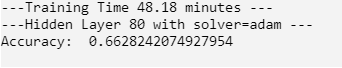 ---Training Time 48.18 minutes ---
---Hidden Layer 80 with solver=adam ---
Accuracy:  0.6628242074927954